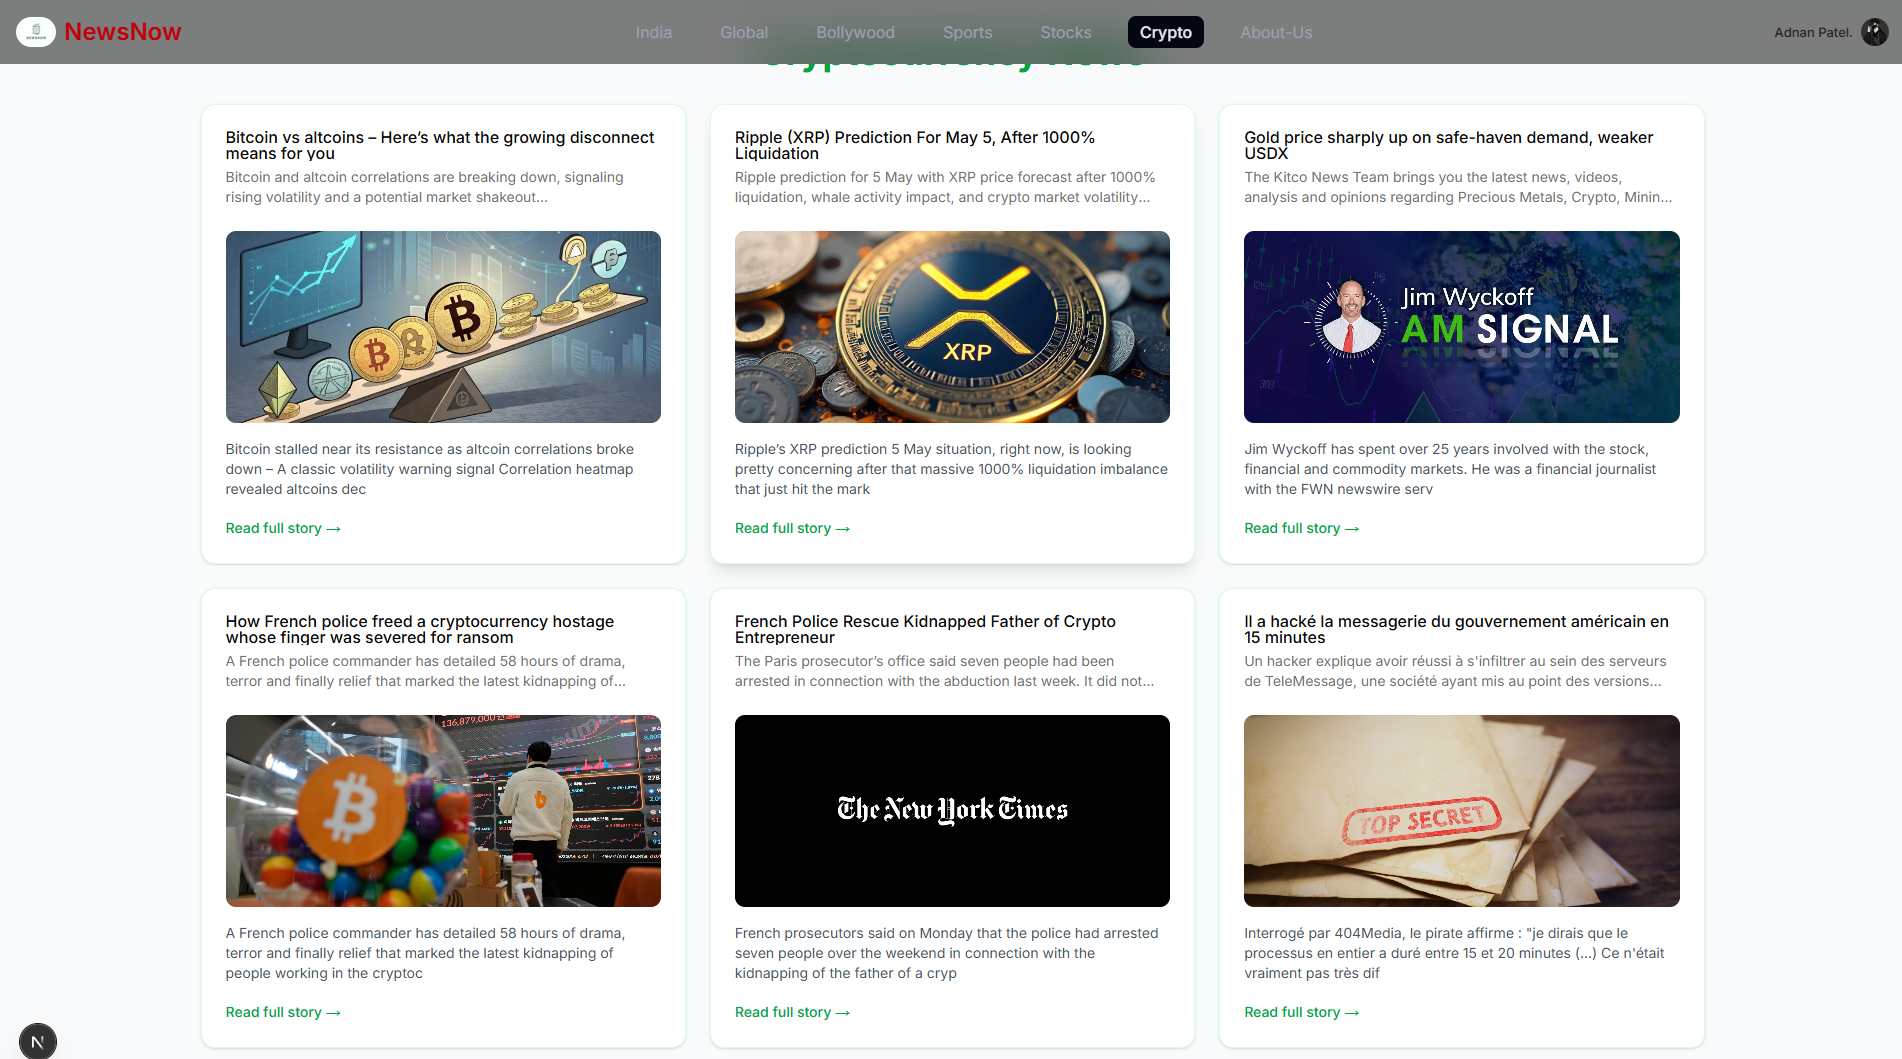 NewsNow
India
Global
Bollywood
Sports
Stocks
Crypto
About-Us
Adnan Patel.
Cryptocurrency News
Bitcoin vs altcoins – Here’s what the growing disconnect
means for you
Bitcoin and altcoin correlations are breaking down, signaling
rising volatility and a potential market shakeout...
Bitcoin stalled near its resistance as altcoin correlations broke
down – A classic volatility warning signal Correlation heatmap
revealed altcoins dec
Read full story →
Ripple (XRP) Prediction For May 5, After 1000%
Liquidation
Ripple prediction for 5 May with XRP price forecast after 1000%
liquidation, whale activity impact, and crypto market volatility...
XRP
Ripple’s XRP prediction 5 May situation, right now, is looking
pretty concerning after that massive 1000% liquidation imbalance
that just hit the mark
Read full story →
Gold price sharply up on safe-haven demand, weaker
USDX
The Kitco News Team brings you the latest news, videos,
analysis and opinions regarding Precious Metals, Crypto, Minin...
Jim Wyckoff
AM SIGNAL
Jim Wyckoff has spent over 25 years involved with the stock,
financial and commodity markets. He was a financial journalist
with the FWN newswire serv
Read full story →
How French police freed a cryptocurrency hostage
whose finger was severed for ransom
A French police commander has detailed 58 hours of drama,
terror and finally relief that marked the latest kidnapping of...
136,879,000
A French police commander has detailed 58 hours of drama,
terror and finally relief that marked the latest kidnapping of
people working in the cryptoc
Read full story →
French Police Rescue Kidnapped Father of Crypto
Entrepreneur
The Paris prosecutor’s office said seven people had been
arrested in connection with the abduction last week. It did not...
The New York Times
French prosecutors said on Monday that the police had arrested
seven people over the weekend in connection with the
kidnapping of the father of a cryp
Read full story →
Il a hacké la messagerie du gouvernement américain en
15 minutes
Un hacker explique avoir réussi à s'infiltrer au sein des serveurs
de TeleMessage, une société ayant mis au point des versions...
TOP SECRET
Interrogé par 404Media, le pirate affirme : "je dirais que le
processus en entier a duré entre 15 et 20 minutes (...) Ce n'était
vraiment pas très dif
Read full story →
N